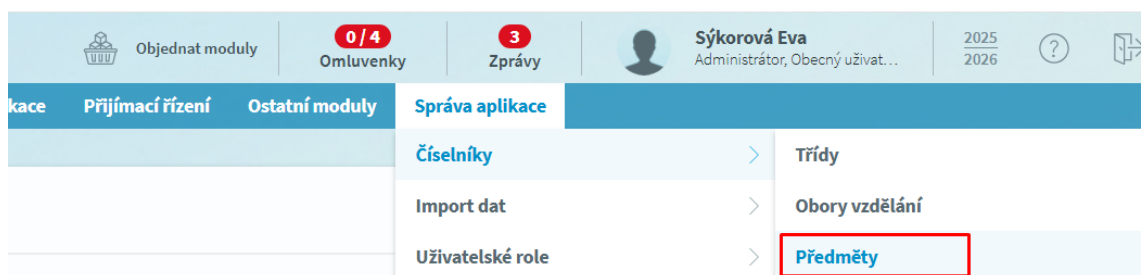 Objednat moduly
0 / 4
Omluvenky
3
Zprávy
Sýkorová Eva
Administrátor, Obecný uživat...
2025
2026
?
kace Přijímací řízení Ostatní moduly Správa aplikace
Číselníky Třídy
Import dat Obory vzdělání
Uživatelské role Předměty